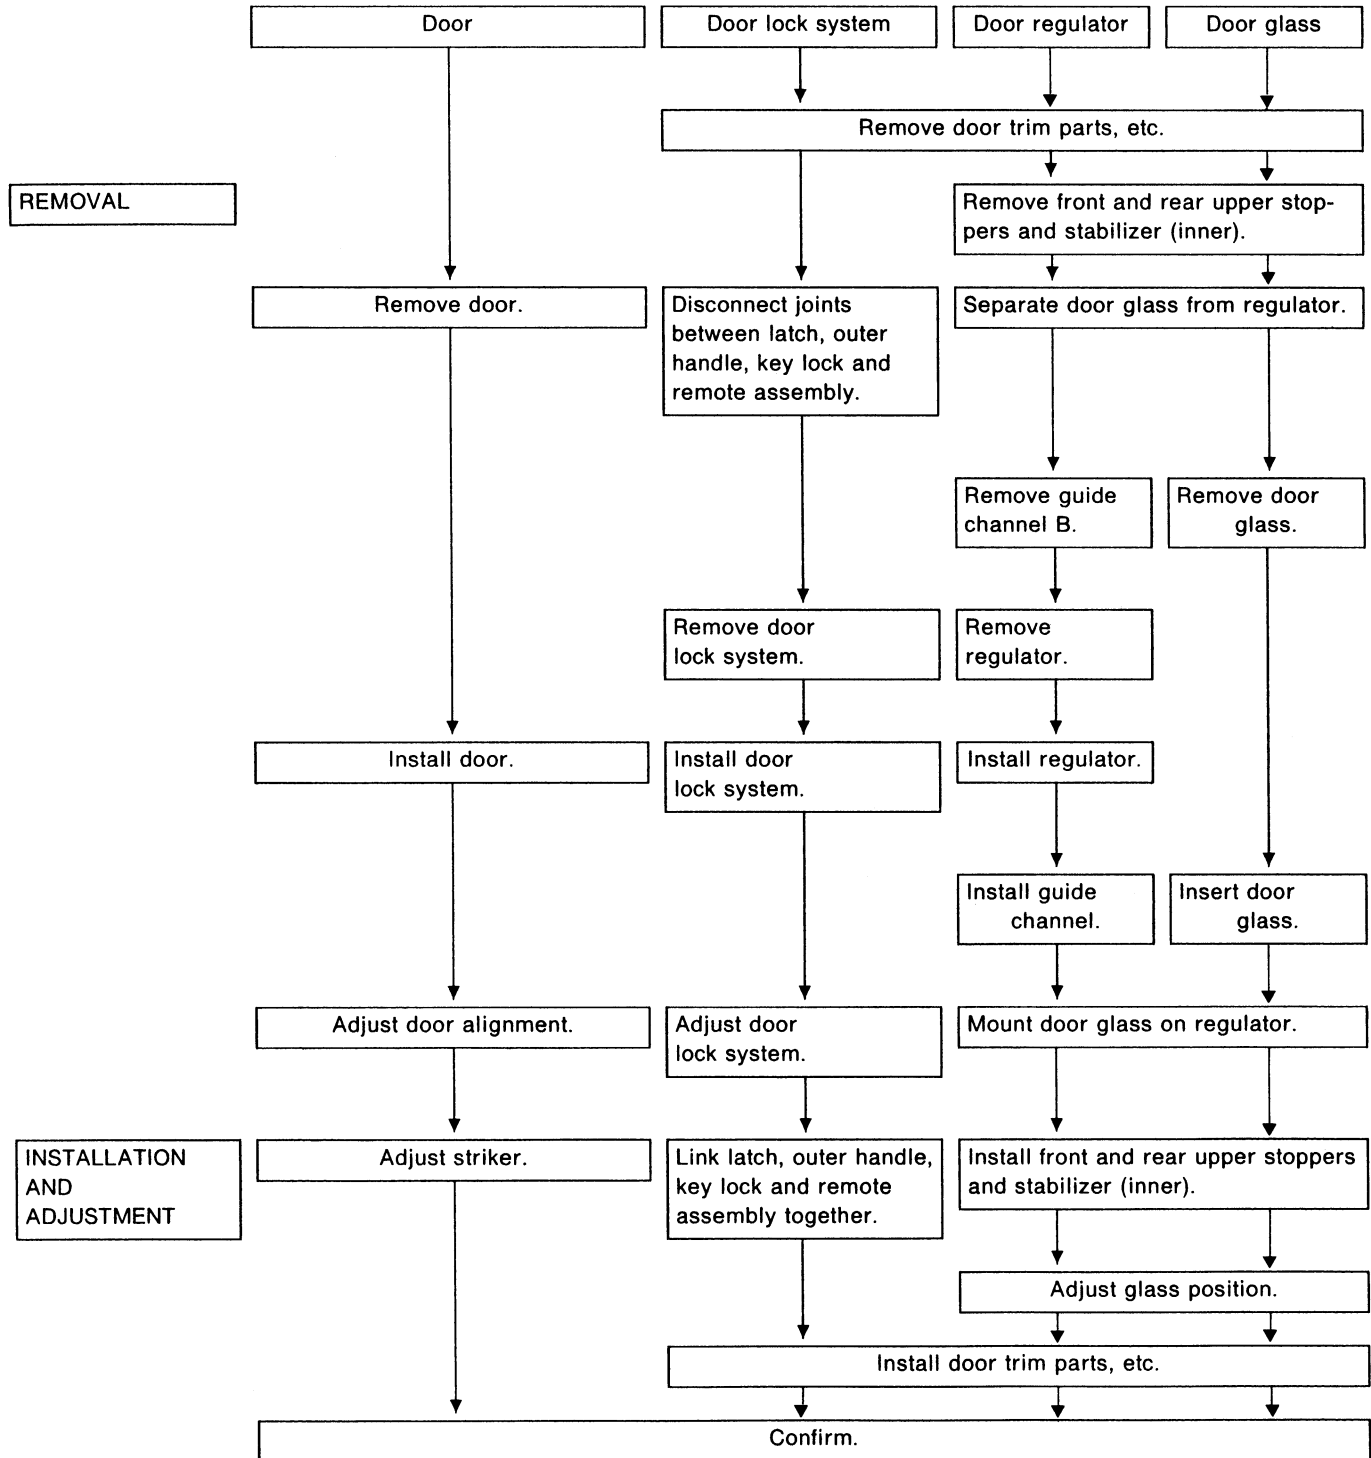 Door
Door lock system
Door regulator
Door glass
Remove door trim parts, etc.
REMOVAL
Remove front and rear upper stop-
pers and stabilizer (inner).
Remove door.
Disconnect joints
between latch, outer
handle, key lock and
remote assembly.
Separate door glass from regulator.
Remove guide
channel B.
Remove door
glass.
Remove door
lock system.
Remove
regulator.
Install door.
Install door
lock system.
Install regulator.
Install guide
channel.
Insert door
glass.
Adjust door alignment.
Adjust door
lock system.
Mount door glass on regulator.
INSTALLATION
AND
ADJUSTMENT
Adjust striker.
Link latch, outer handle,
key lock and remote
assembly together.
Install front and rear upper stoppers
and stabilizer (inner).
Adjust glass position.
Install door trim parts, etc.
Confirm.